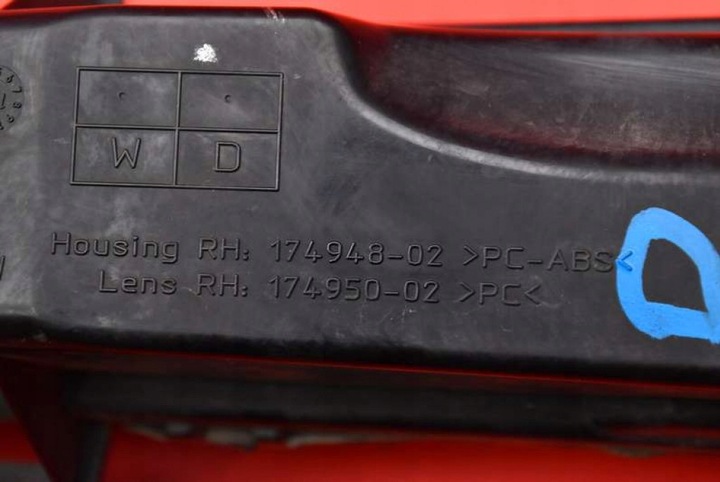 W D
Housing RH: 174948-02 >PC-ABS<
Lens RH: 174950-02 >PC<